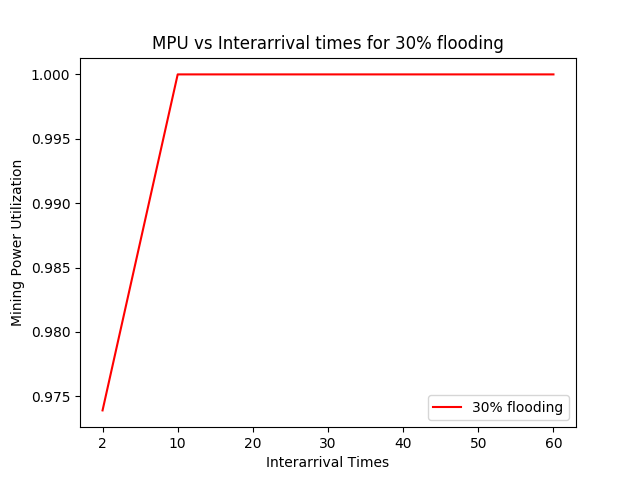 MPU vs Interarrival times for 30% flooding
1.000
0.995
0.990
0.985
0.980
0.975
Mining Power Utilization
30% flooding
2 10 20 30 40 50 60
Interarrival Times